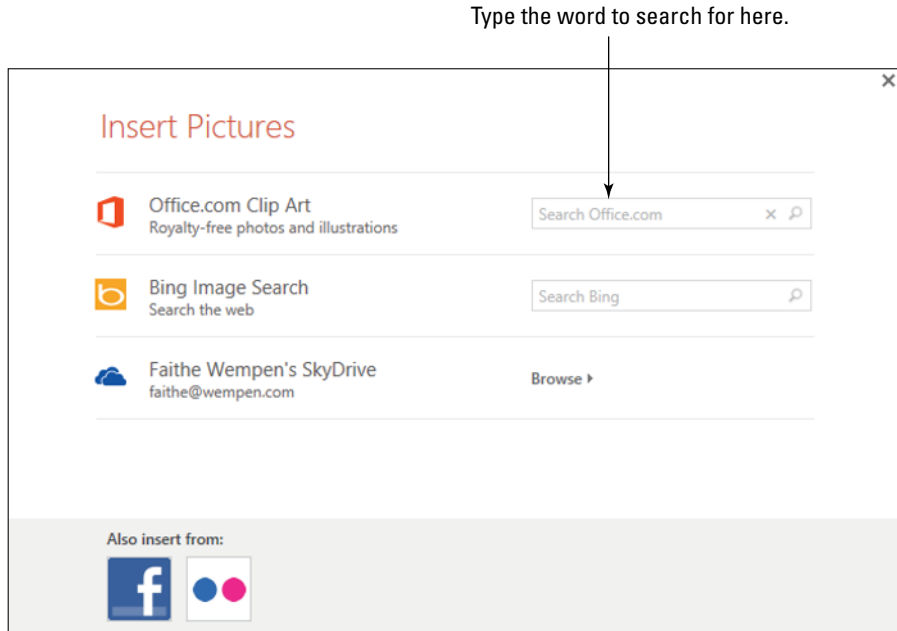 Type the word to search for here.
Insert Pictures
Office.com Clip Art
Royalty-free photos and illustrations
Search Office.com
Bing Image Search
Search the web
Search Bing
Faithe Wempen's SkyDrive
faithe@wempen.com
Browse
Also insert from: